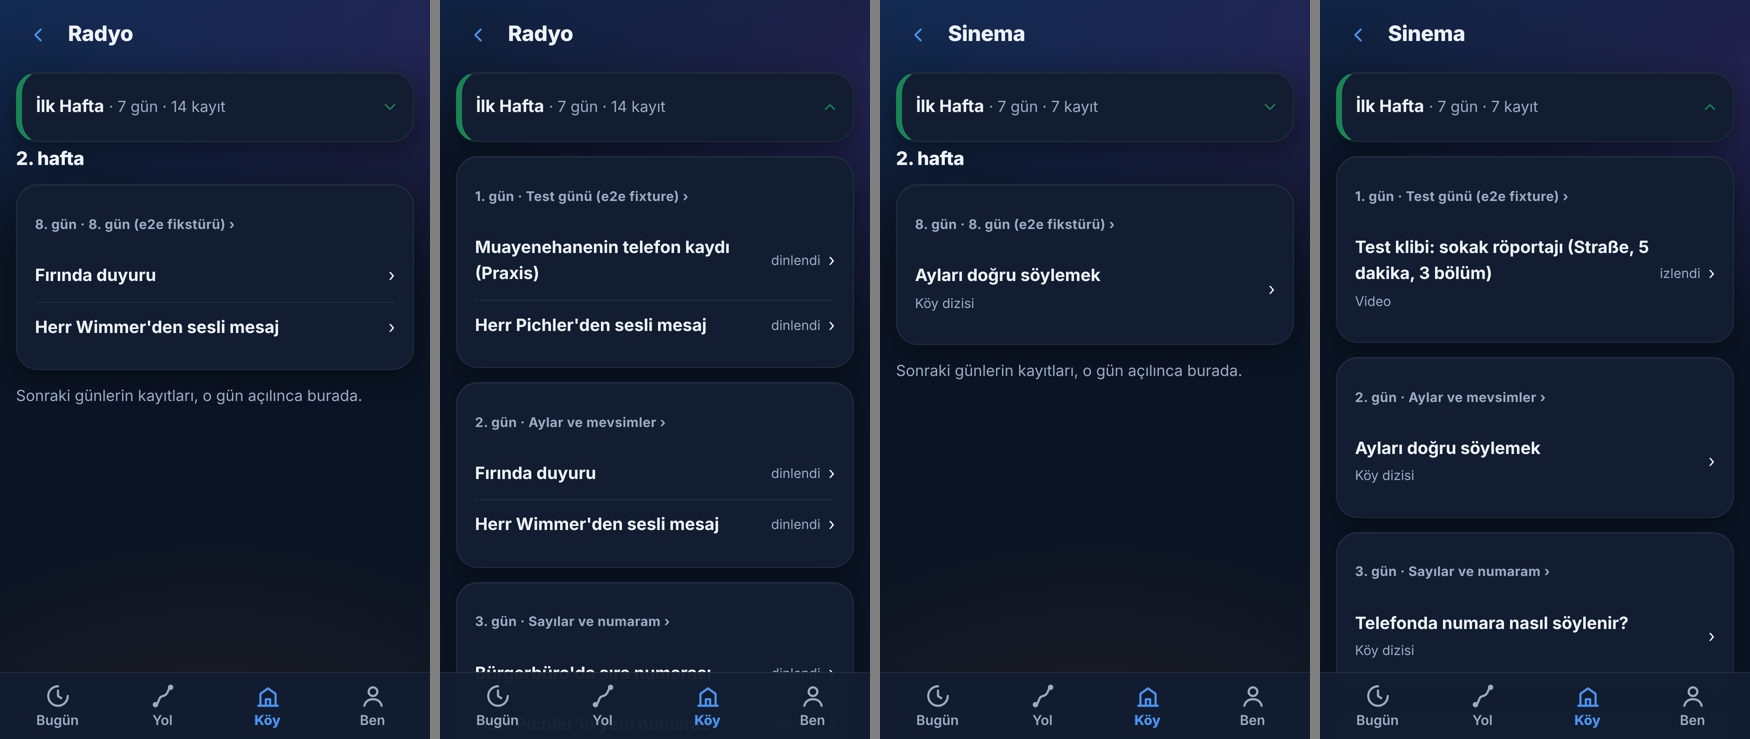 Radyo
İlk Hafta · 7 gün · 14 kayıt
2. hafta
8. gün · 8. gün (e2e fikstürü) ›
Fırında duyuru
Herr Wimmer'den sesli mesaj
Sonraki günlerin kayıtları, o gün açılınca burada.
Bugün
Yol
Köy
Ben
Radyo
İlk Hafta · 7 gün · 14 kayıt
1. gün · Test günü (e2e fixture) ›
Muayenehanenin telefon kaydı
(Praxis)
dinlendi
Herr Pichler'den sesli mesaj
dinlendi
2. gün · Aylar ve mevsimler ›
Fırında duyuru
dinlendi
Herr Wimmer'den sesli mesaj
dinlendi
3. gün · Sayılar ve numaram ›
Bürgerbüro'da sıra numarası
dinlendi
Bugün
Yol
Köy
Ben
Sinema
İlk Hafta · 7 gün · 7 kayıt
2. hafta
8. gün · 8. gün (e2e fikstürü) ›
Ayları doğru söylemek
Köy dizisi
Sonraki günlerin kayıtları, o gün açılınca burada.
Bugün
Yol
Köy
Ben
Sinema
İlk Hafta · 7 gün · 7 kayıt
1. gün · Test günü (e2e fixture) ›
Test klibi: sokak röportajı (Straße, 5
dakika, 3 bölüm)
izlendi
Video
2. gün · Aylar ve mevsimler ›
Ayları doğru söylemek
Köy dizisi
3. gün · Sayılar ve numaram ›
Telefonda numara nasıl söylenir?
Köy dizisi
Bugün
Yol
Köy
Ben